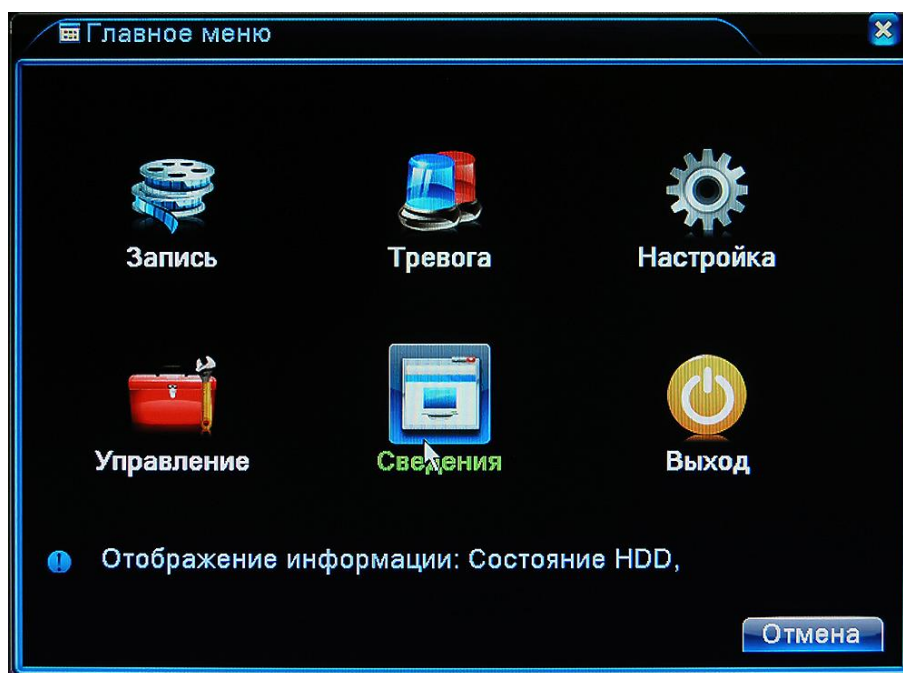 Главное меню
Запись
Тревога
Настройка
Управление
Сведения
Выход
Отображение информации: Состояние HDD,
Отмена